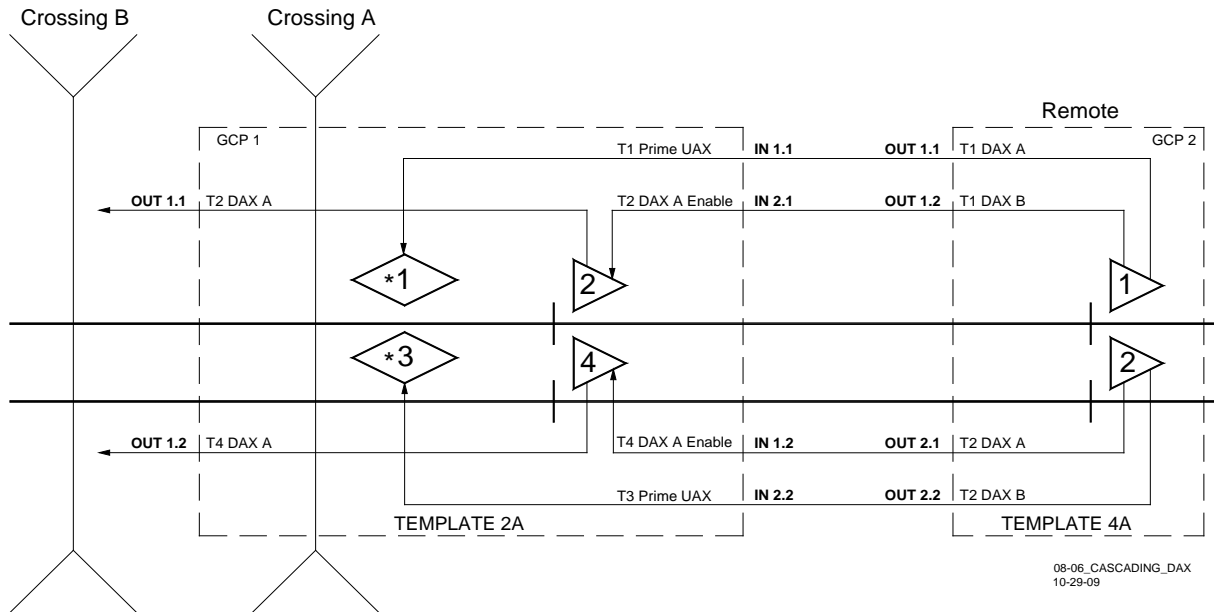 Crossing B
Crossing A
Remote
GCP 1
GCP 2
T1 Prime UAX
IN 1.1
OUT 1.1
T1 DAX A
OUT 1.1
T2 DAX A
T2 DAX A Enable
IN 2.1
OUT 1.2
T1 DAX B
*1
2
1
*3
4
2
OUT 1.2
T4 DAX A
T4 DAX A Enable
IN 1.2
OUT 2.1
T2 DAX A
T3 Prime UAX
IN 2.2
OUT 2.2
T2 DAX B
TEMPLATE 2A
TEMPLATE 4A
08-06_CASCADING_DAX
10-29-09